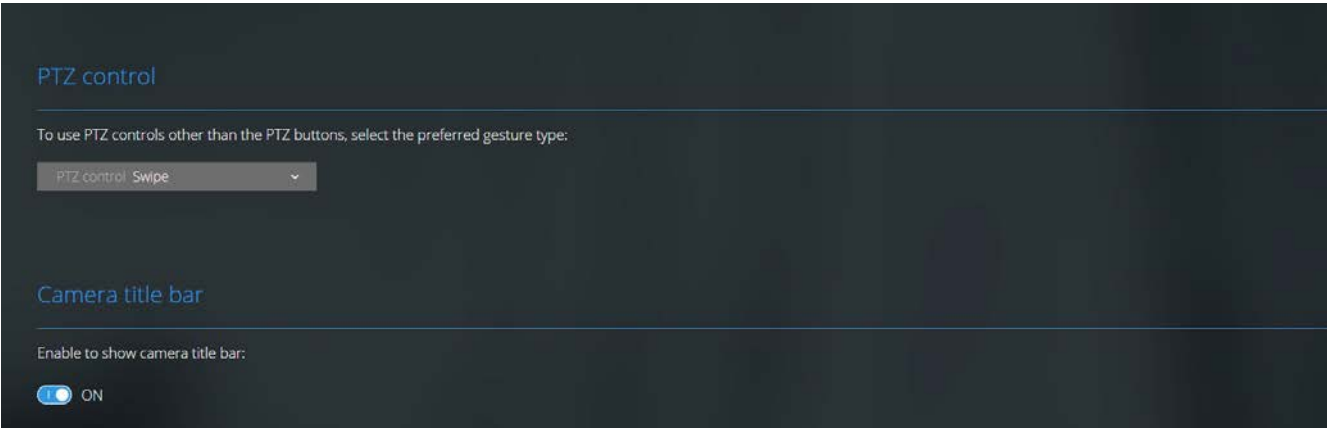 PTZ control
To use PTZ controls other than the PTZ buttons, select the preferred gesture type:
PTZ control Swipe
Camera title bar
Enable to show camera title bar:
ON